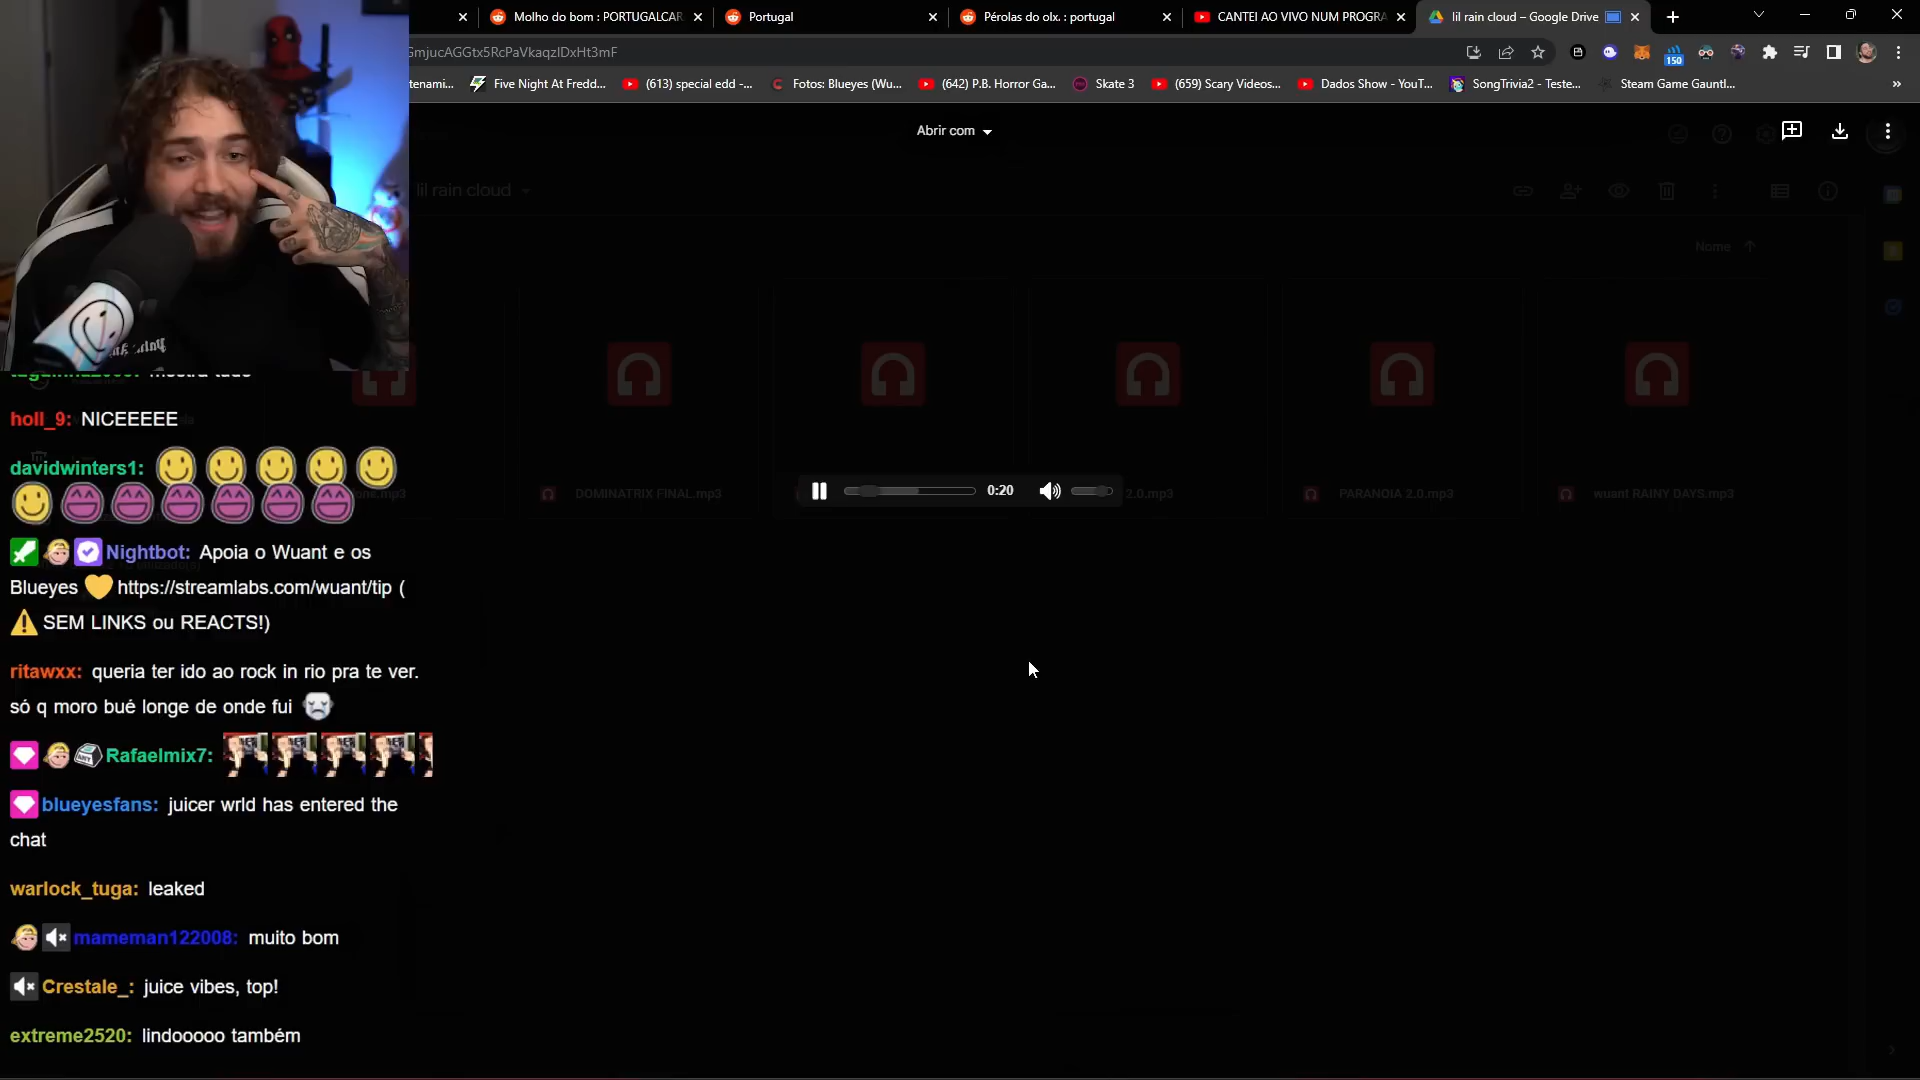 Molho do bom : PORTUGALCAR
Portugal
Pérolas do olx. : portugal
CANTEI AO VIVO NUM PROGRA
lil rain cloud – Google Drive
GmjucAGGtx5RcPaVkaqzIDxHt3mF
150
tenami...
Five Night At Fredd...
(613) special edd -...
Fotos: Blueyes (Wu...
(642) P.B. Horror Ga...
Skate 3
(659) Scary Videos...
Dados Show - YouT...
SongTrivia2 - Teste...
Steam Game Gauntl...
»
Abrir com
lil rain cloud
Nome
holl_9: NICEEEEE
davidwinters1:
DOMINATRIX FINAL.mp3
0:20
2.0.mp3
PARANOIA 2.0.mp3
wuant RAINY DAYS.mp3
Nightbot: Apoia o Wuant e os
Blueyes https://streamlabs.com/wuant/tip (
SEM LINKS ou REACTS!)
ritawxx: queria ter ido ao rock in rio pra te ver.
só q moro bué longe de onde fui
Rafaelmix7:
blueyesfans: juicer wrld has entered the
chat
warlock_tuga: leaked
mameman122008: muito bom
Crestale_: juice vibes, top!
extreme2520: lindooooo também